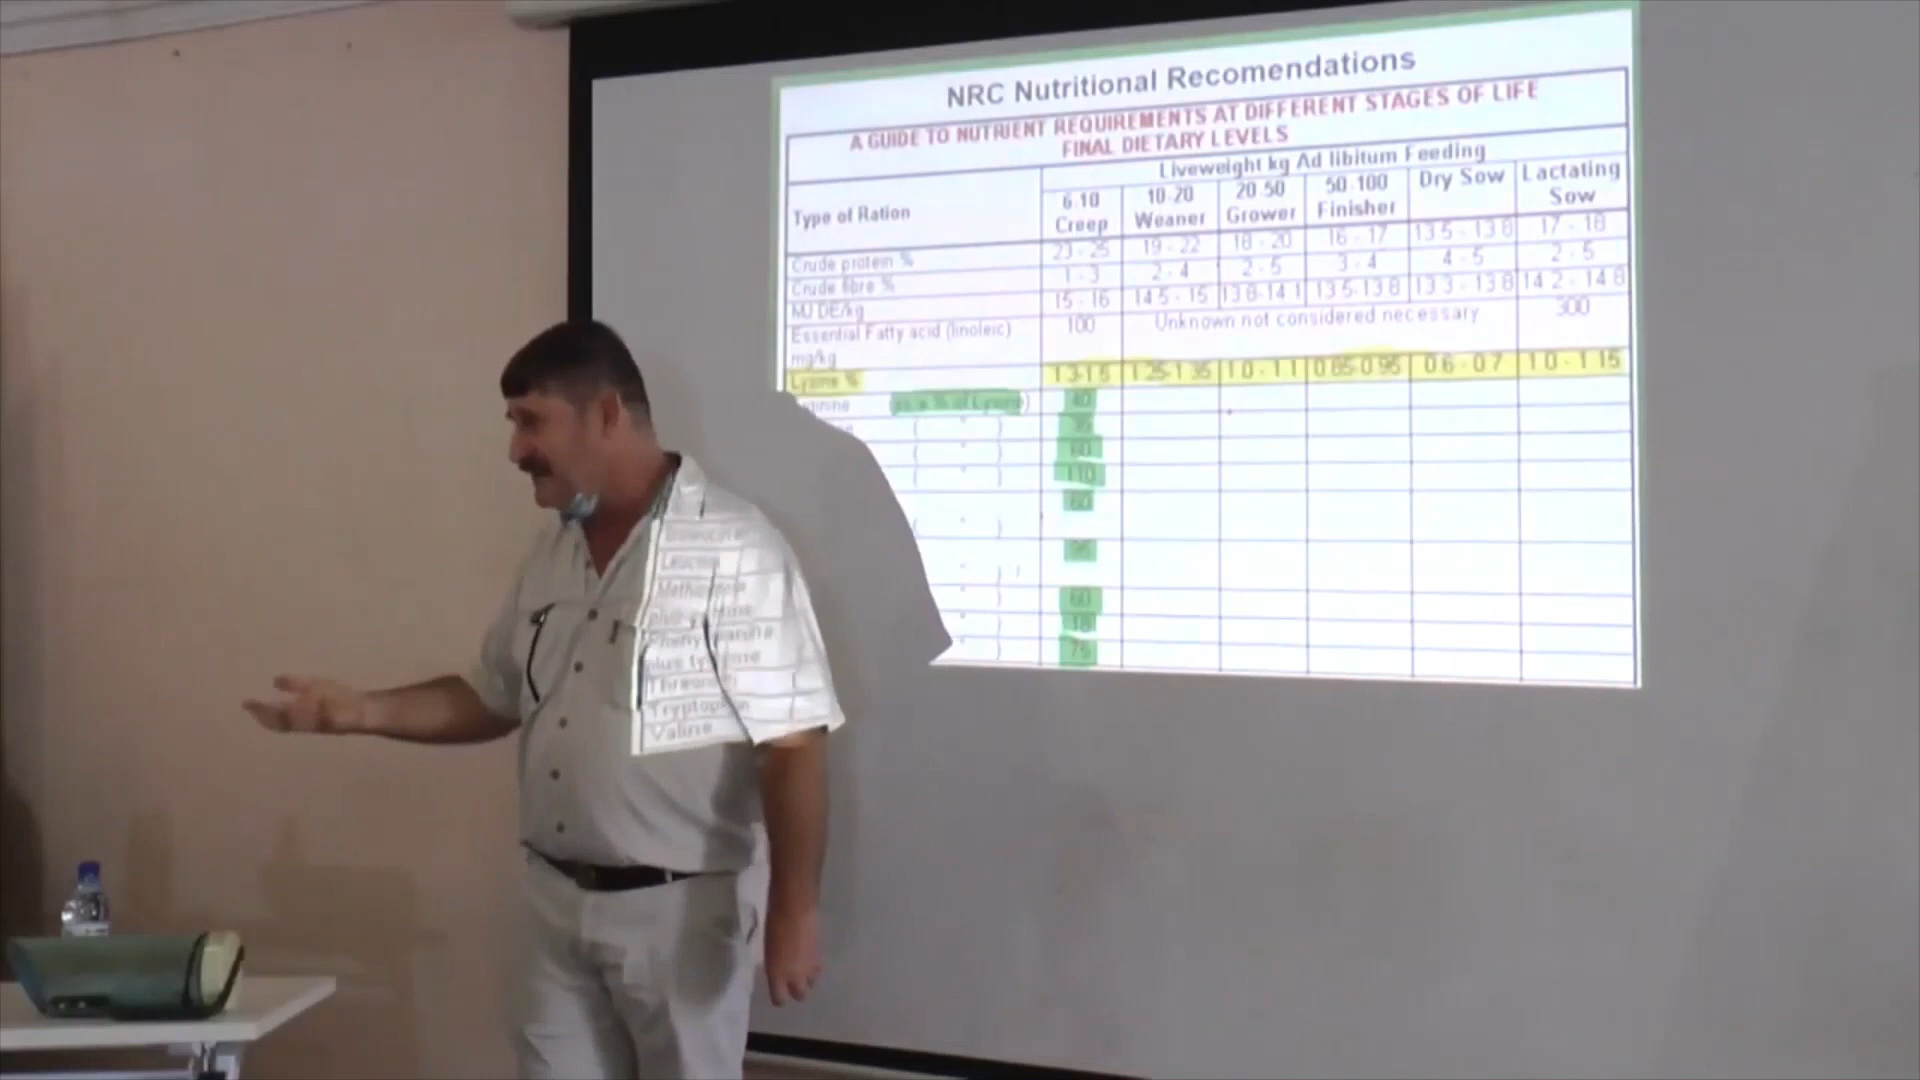 NRC Nutritional Recomendations
A GUIDE TO NUTRIENT REQUIREMENTS AT DIFFERENT STAGES OF LIFE
FINAL DIETARY LEVELS
Liveweight kg Ad libitum Feeding
Type of Ration 6-10 Creep 10-20 Weaner 20-50 Grower 50-100 Finisher Dry Sow Lactating Sow
Crude protein % 23 - 25 19 - 22 18 - 20 16 - 17 13.5 - 13.8 17 - 18
Crude fibre % 1 - 3 2 - 4 2 - 5 3 - 4 4 - 5 2 - 5
MJ DE/kg 15 - 16 14.5 - 15 13.8-14.1 13.5-13.8 13.3 - 13.8 14.2 - 14.8
Essential Fatty acid (linoleic) mg/kg 100 Unknown not considered necessary 300
Lysine % 1.25-1.35 1.0 - 1.1 0.85-0.95 0.6 - 0.7 1.0 - 1.15
(as a % of Lysine)
60
110
60
Leucine
Methionine
60
18
Valine 75